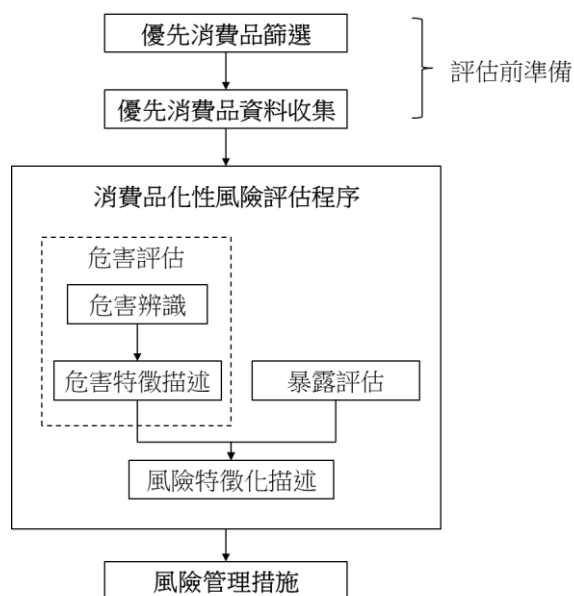 優先消費品篩選
評估前準備
優先消費品資料收集
消費品化性風險評估程序
危害評估
危害辨識
危害特徵描述
暴露評估
風險特徵化描述
風險管理措施